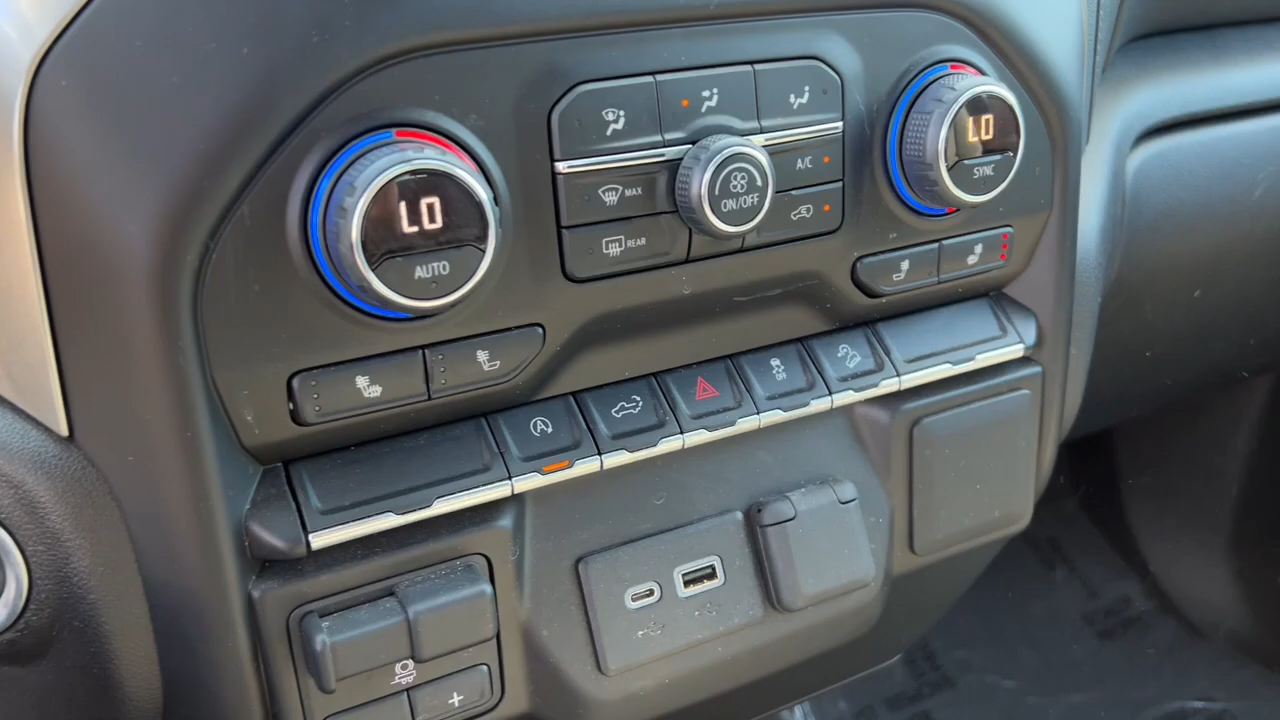 LO
AUTO
MAX
REAR
ON/OFF
A/C
LO
SYNC
A
OFF
+